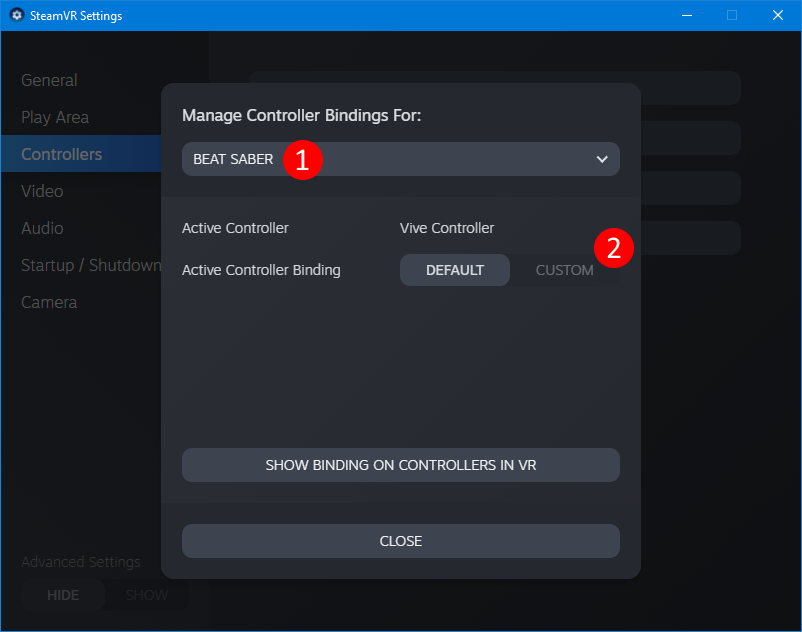 SteamVR Settings
General
Play Area
Controllers
Video
Audio
Startup / Shutdown
Camera
Advanced Settings
HIDE SHOW
Manage Controller Bindings For:
BEAT SABER 1
Active Controller Vive Controller
2
Active Controller Binding DEFAULT CUSTOM
SHOW BINDING ON CONTROLLERS IN VR
CLOSE